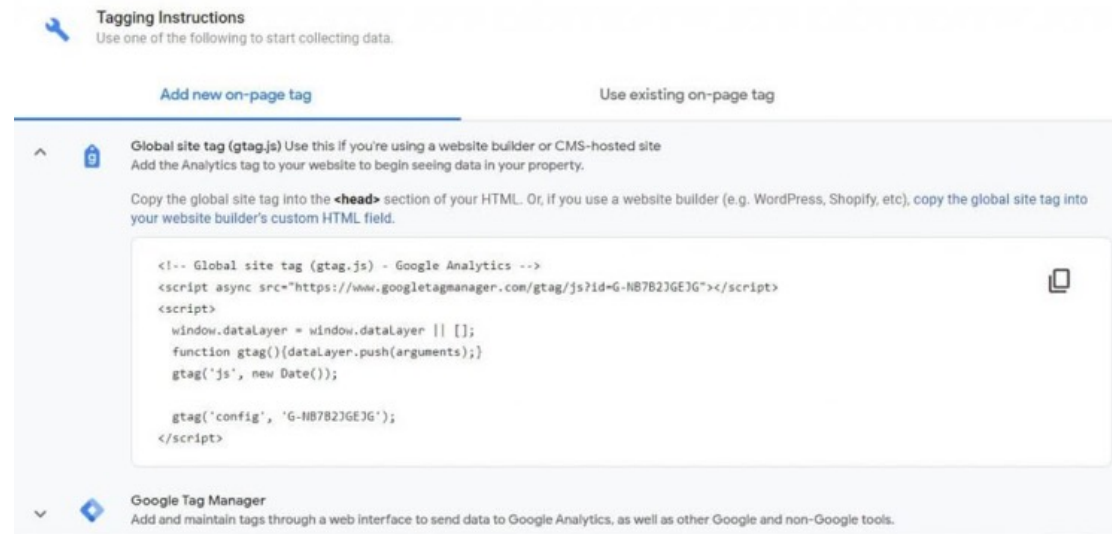 Tagging Instructions
Use one of the following to start collecting data.
Add new on-page tag
Use existing on-page tag
g
Global site tag (gtag.js) Use this if you're using a website builder or CMS-hosted site
Add the Analytics tag to your website to begin seeing data in your property.
Copy the global site tag into the <head> section of your HTML. Or, if you use a website builder (e.g. WordPress, Shopify, etc), copy the global site tag into
your website builder's custom HTML field.
<!-- Global site tag (gtag.js) - Google Analytics -->
<script async src="https://www.googletagmanager.com/gtag/js?id=G-NB7B2JGEJG"></script>
<script>
window.dataLayer = window.dataLayer || [];
function gtag(){dataLayer.push(arguments);}
gtag('js', new Date());
gtag('config', 'G-NB7B2JGEJG');
</script>
Google Tag Manager
Add and maintain tags through a web interface to send data to Google Analytics, as well as other Google and non-Google tools.